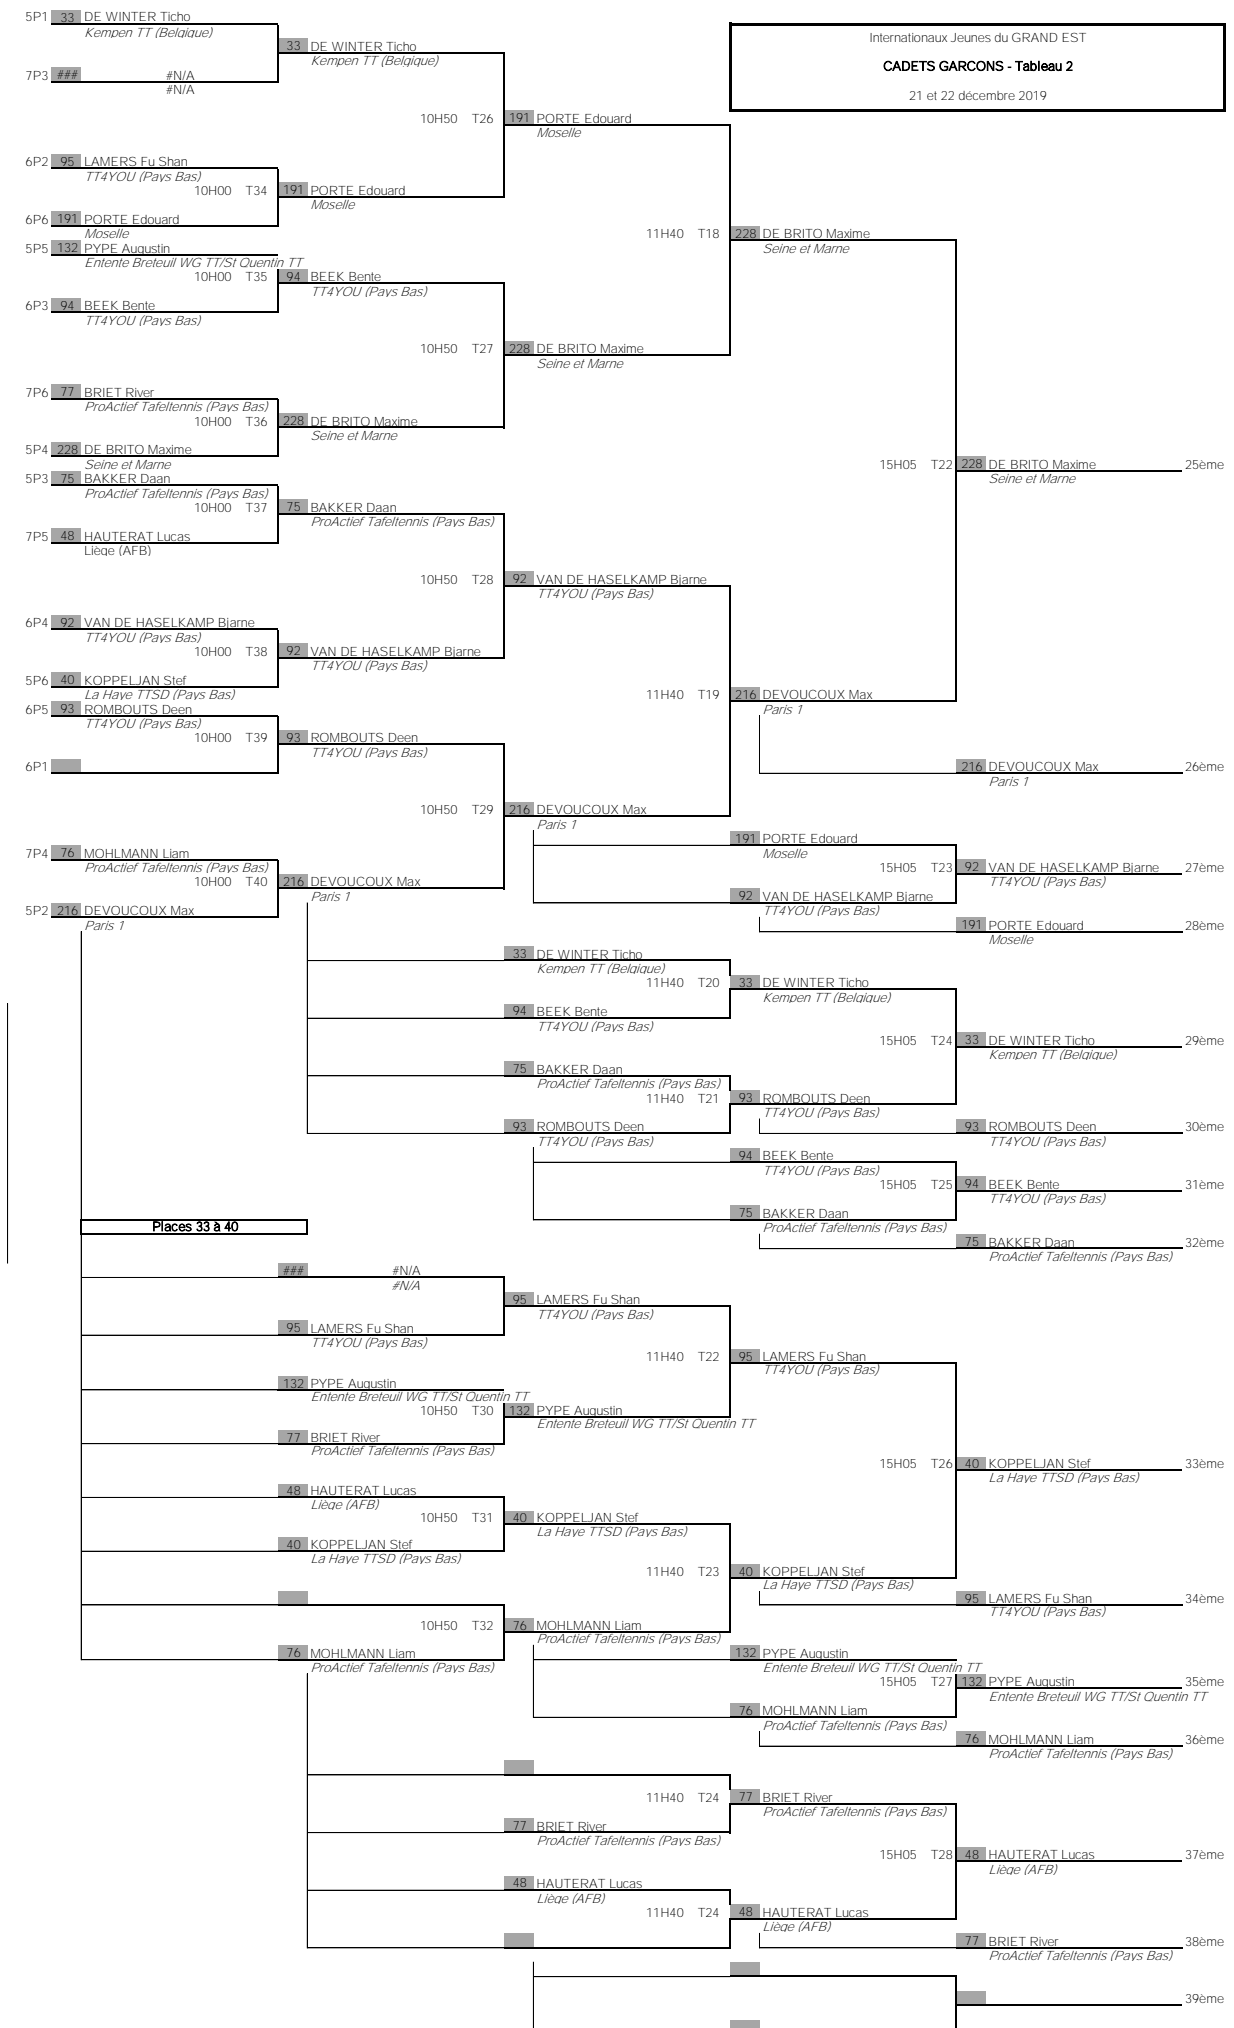 5P1 33 DE WINTER Ticho
Kempen TT (Belgique)
33 DE WINTER Ticho
Kempen TT (Belgique)
Internationaux Jeunes du GRAND EST
CADETS GARCONS - Tableau 2
21 et 22 décembre 2019
7P3 ### #N/A
#N/A
10H50 T26 191 PORTE Edouard
Moselle
6P2 95 LAMERS Fu Shan
TT4YOU (Pays Bas)
10H00 T34 191 PORTE Edouard
Moselle
6P6 191 PORTE Edouard
Moselle
11H40 T18 228 DE BRITO Maxime
Seine et Marne
5P5 132 PYPE Augustin
Entente Breteuil WG TT/St Quentin TT
10H00 T35 94 BEEK Bente
TT4YOU (Pays Bas)
6P3 94 BEEK Bente
TT4YOU (Pays Bas)
10H50 T27 228 DE BRITO Maxime
Seine et Marne
7P6 77 BRIET River
ProActief Tafeltennis (Pays Bas)
10H00 T36 228 DE BRITO Maxime
Seine et Marne
5P4 228 DE BRITO Maxime
Seine et Marne
15H05 T22 228 DE BRITO Maxime 25ème
Seine et Marne
5P3 75 BAKKER Daan
ProActief Tafeltennis (Pays Bas)
10H00 T37 75 BAKKER Daan
ProActief Tafeltennis (Pays Bas)
7P5 48 HAUTERAT Lucas
Liège (AFB)
10H50 T28 92 VAN DE HASELKAMP Bjarne
TT4YOU (Pays Bas)
6P4 92 VAN DE HASELKAMP Bjarne
TT4YOU (Pays Bas)
10H00 T38 92 VAN DE HASELKAMP Bjarne
TT4YOU (Pays Bas)
5P6 40 KOPPELJAN Stef
La Haye TTSD (Pays Bas)
11H40 T19 216 DEVOUCOUX Max
Paris 1
6P5 93 ROMBOUTS Deen
TT4YOU (Pays Bas)
10H00 T39 93 ROMBOUTS Deen
TT4YOU (Pays Bas)
6P1
216 DEVOUCOUX Max 26ème
Paris 1
10H50 T29 216 DEVOUCOUX Max
Paris 1
191 PORTE Edouard
Moselle
7P4 76 MOHLMANN Liam
ProActief Tafeltennis (Pays Bas)
15H05 T23 92 VAN DE HASELKAMP Bjarne 27ème
TT4YOU (Pays Bas)
10H00 T40 216 DEVOUCOUX Max
Paris 1
92 VAN DE HASELKAMP Bjarne
TT4YOU (Pays Bas)
5P2 216 DEVOUCOUX Max
Paris 1
191 PORTE Edouard 28ème
Moselle
33 DE WINTER Ticho
Kempen TT (Belgique)
11H40 T20 33 DE WINTER Ticho
Kempen TT (Belgique)
94 BEEK Bente
TT4YOU (Pays Bas)
15H05 T24 33 DE WINTER Ticho 29ème
Kempen TT (Belgique)
75 BAKKER Daan
ProActief Tafeltennis (Pays Bas)
11H40 T21 93 ROMBOUTS Deen
TT4YOU (Pays Bas)
93 ROMBOUTS Deen
TT4YOU (Pays Bas)
93 ROMBOUTS Deen 30ème
TT4YOU (Pays Bas)
94 BEEK Bente
TT4YOU (Pays Bas)
15H05 T25 94 BEEK Bente 31ème
TT4YOU (Pays Bas)
75 BAKKER Daan
ProActief Tafeltennis (Pays Bas)
Places 33 à 40
75 BAKKER Daan 32ème
ProActief Tafeltennis (Pays Bas)
### #N/A
#N/A
95 LAMERS Fu Shan
TT4YOU (Pays Bas)
95 LAMERS Fu Shan
TT4YOU (Pays Bas)
11H40 T22 95 LAMERS Fu Shan
TT4YOU (Pays Bas)
132 PYPE Augustin
Entente Breteuil WG TT/St Quentin TT
10H50 T30 132 PYPE Augustin
Entente Breteuil WG TT/St Quentin TT
77 BRIET River
ProActief Tafeltennis (Pays Bas)
15H05 T26 40 KOPPELJAN Stef 33ème
La Haye TTSD (Pays Bas)
48 HAUTERAT Lucas
Liège (AFB)
10H50 T31 40 KOPPELJAN Stef
La Haye TTSD (Pays Bas)
40 KOPPELJAN Stef
La Haye TTSD (Pays Bas)
11H40 T23 40 KOPPELJAN Stef
La Haye TTSD (Pays Bas)
95 LAMERS Fu Shan 34ème
TT4YOU (Pays Bas)
10H50 T32 76 MOHLMANN Liam
ProActief Tafeltennis (Pays Bas)
76 MOHLMANN Liam
ProActief Tafeltennis (Pays Bas)
132 PYPE Augustin
Entente Breteuil WG TT/St Quentin TT
15H05 T27 132 PYPE Augustin 35ème
Entente Breteuil WG TT/St Quentin TT
76 MOHLMANN Liam
ProActief Tafeltennis (Pays Bas)
76 MOHLMANN Liam 36ème
ProActief Tafeltennis (Pays Bas)
11H40 T24 77 BRIET River
ProActief Tafeltennis (Pays Bas)
77 BRIET River
ProActief Tafeltennis (Pays Bas)
15H05 T28 48 HAUTERAT Lucas 37ème
Liège (AFB)
48 HAUTERAT Lucas
Liège (AFB)
11H40 T24 48 HAUTERAT Lucas
Liège (AFB)
77 BRIET River 38ème
ProActief Tafeltennis (Pays Bas)
39ème